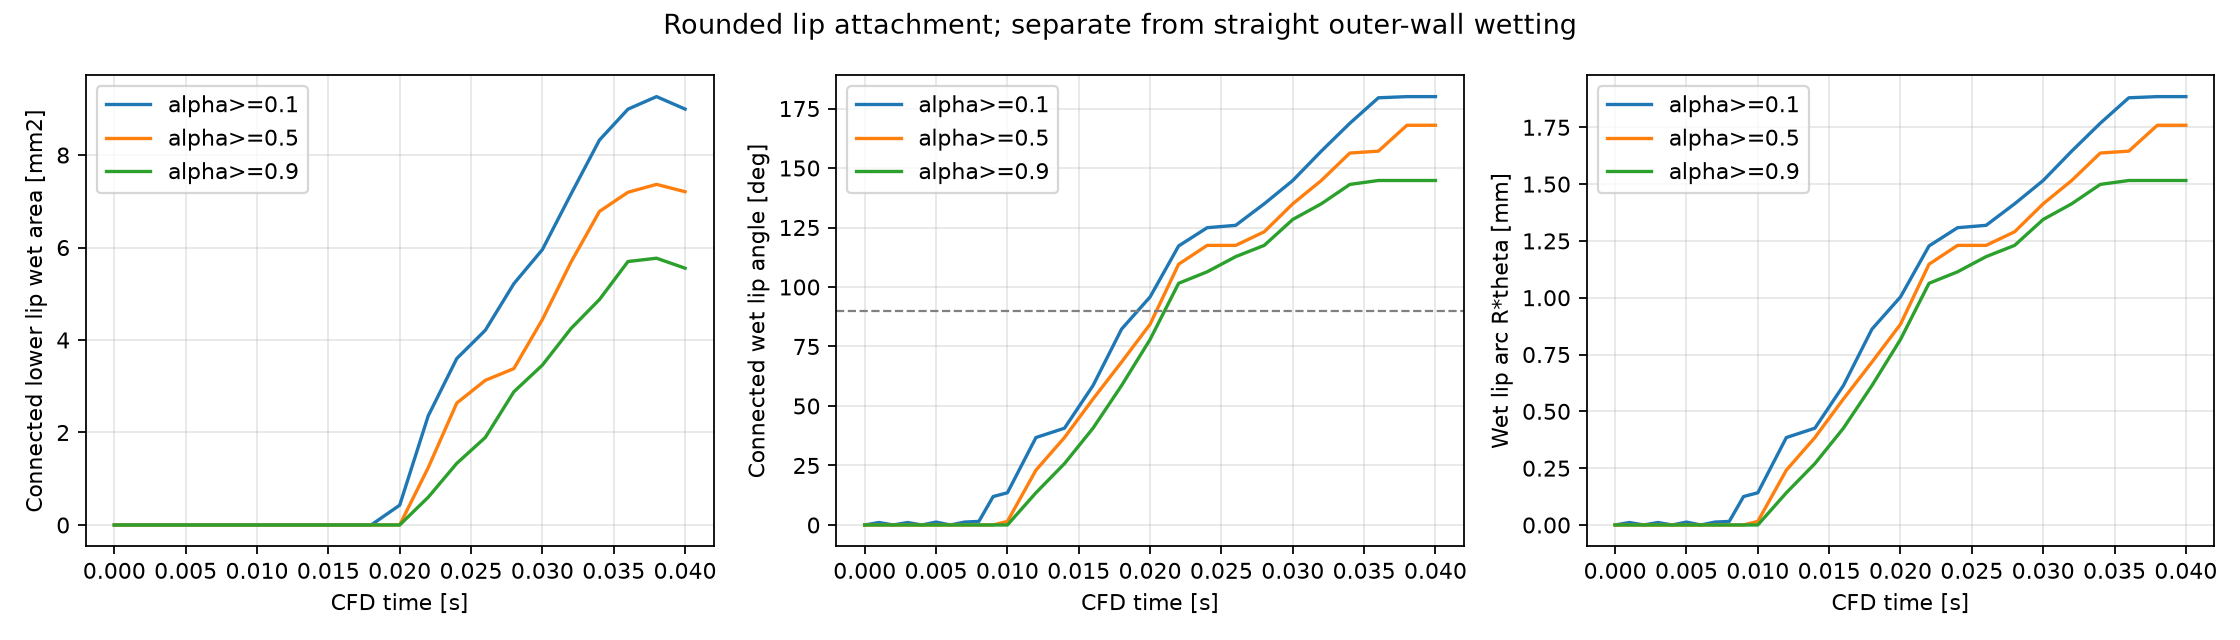 Rounded lip attachment; separate from straight outer-wall wetting
Connected lower lip wet area [mm2]
8
6
4
2
0
alpha>=0.1
alpha>=0.5
alpha>=0.9
0.000 0.005 0.010 0.015 0.020 0.025 0.030 0.035 0.040
CFD time [s]
Connected wet lip angle [deg]
175
150
125
100
75
50
25
0
alpha>=0.1
alpha>=0.5
alpha>=0.9
0.000 0.005 0.010 0.015 0.020 0.025 0.030 0.035 0.040
CFD time [s]
Wet lip arc R*theta [mm]
1.75
1.50
1.25
1.00
0.75
0.50
0.25
0.00
alpha>=0.1
alpha>=0.5
alpha>=0.9
0.000 0.005 0.010 0.015 0.020 0.025 0.030 0.035 0.040
CFD time [s]